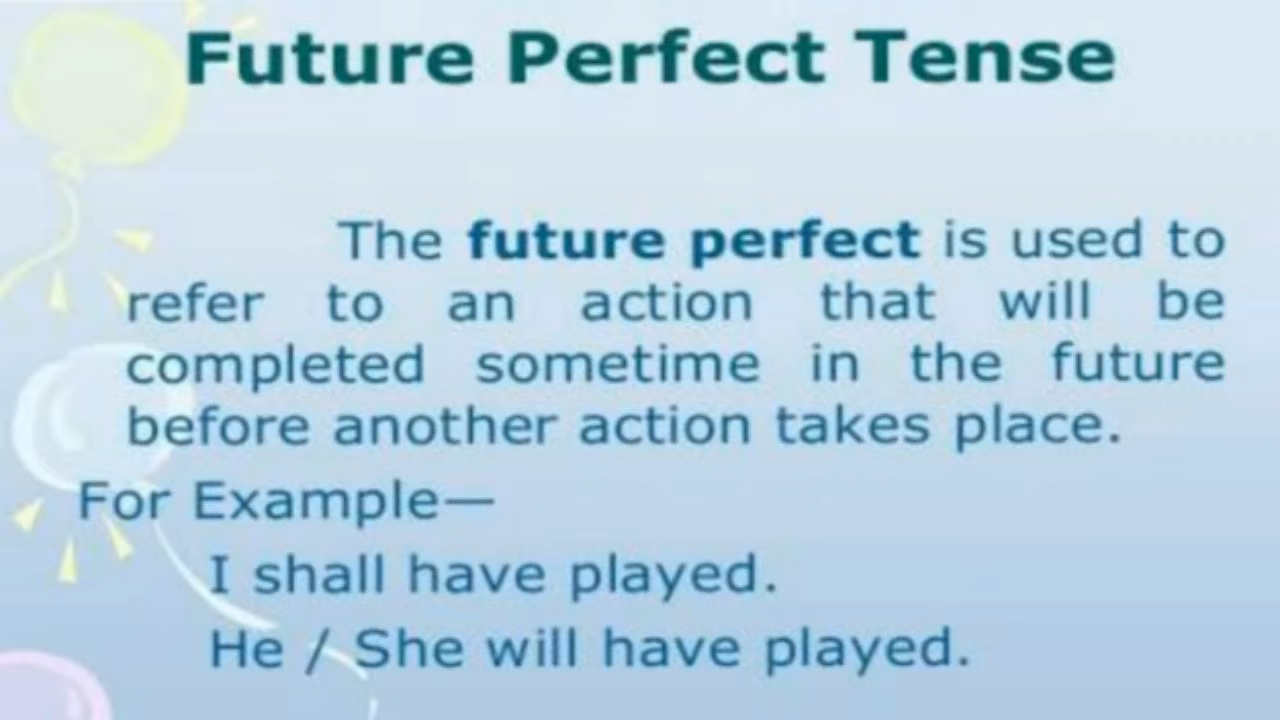 Future Perfect Tense
The future perfect is used to
refer to an action that will be
completed sometime in the future
before another action takes place.
For Example—
I shall have played.
He / She will have played.